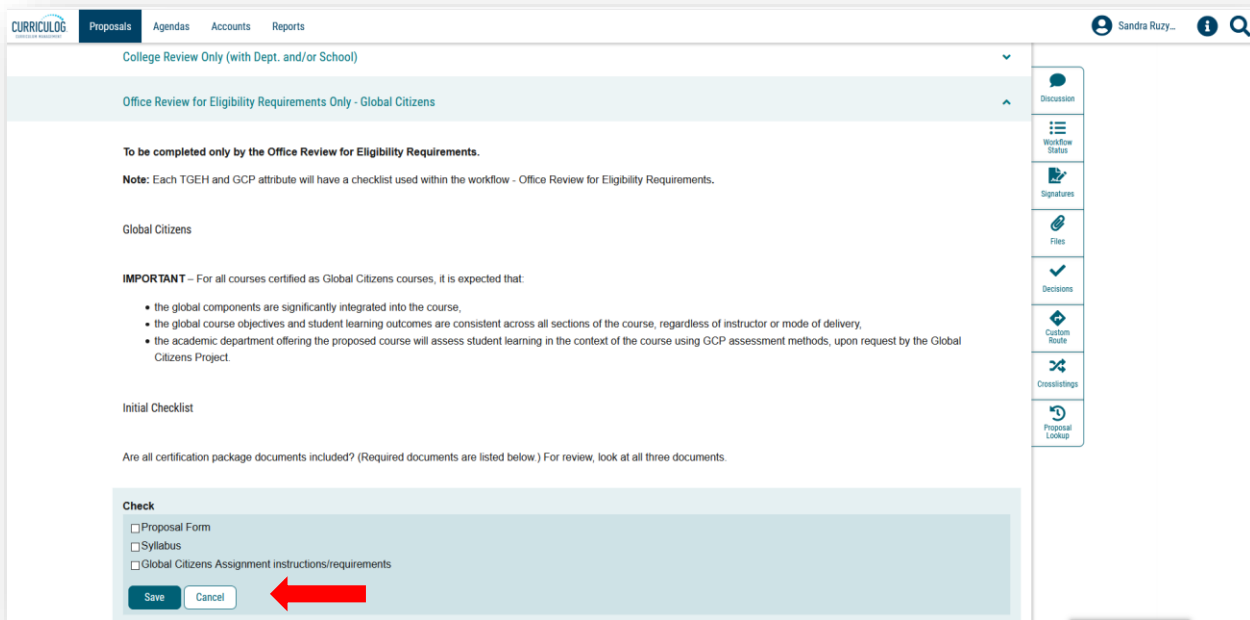 CURRICULOG
CURRICULUM MANAGEMENT
Proposals
Agendas
Accounts
Reports
Sandra Ruzy...
College Review Only (with Dept. and/or School)
Office Review for Eligibility Requirements Only - Global Citizens
To be completed only by the Office Review for Eligibility Requirements.
Note: Each TGEH and GCP attribute will have a checklist used within the workflow - Office Review for Eligibility Requirements.
Global Citizens
IMPORTANT – For all courses certified as Global Citizens courses, it is expected that:
• the global components are significantly integrated into the course,
• the global course objectives and student learning outcomes are consistent across all sections of the course, regardless of instructor or mode of delivery,
• the academic department offering the proposed course will assess student learning in the context of the course using GCP assessment methods, upon request by the Global
Citizens Project.
Initial Checklist
Are all certification package documents included? (Required documents are listed below.) For review, look at all three documents.
Check
Proposal Form
Syllabus
Global Citizens Assignment instructions/requirements
Save
Cancel
Discussion
Workflow
Status
Signatures
Files
Decisions
Custom
Route
Crosslistings
Proposal
Lookup